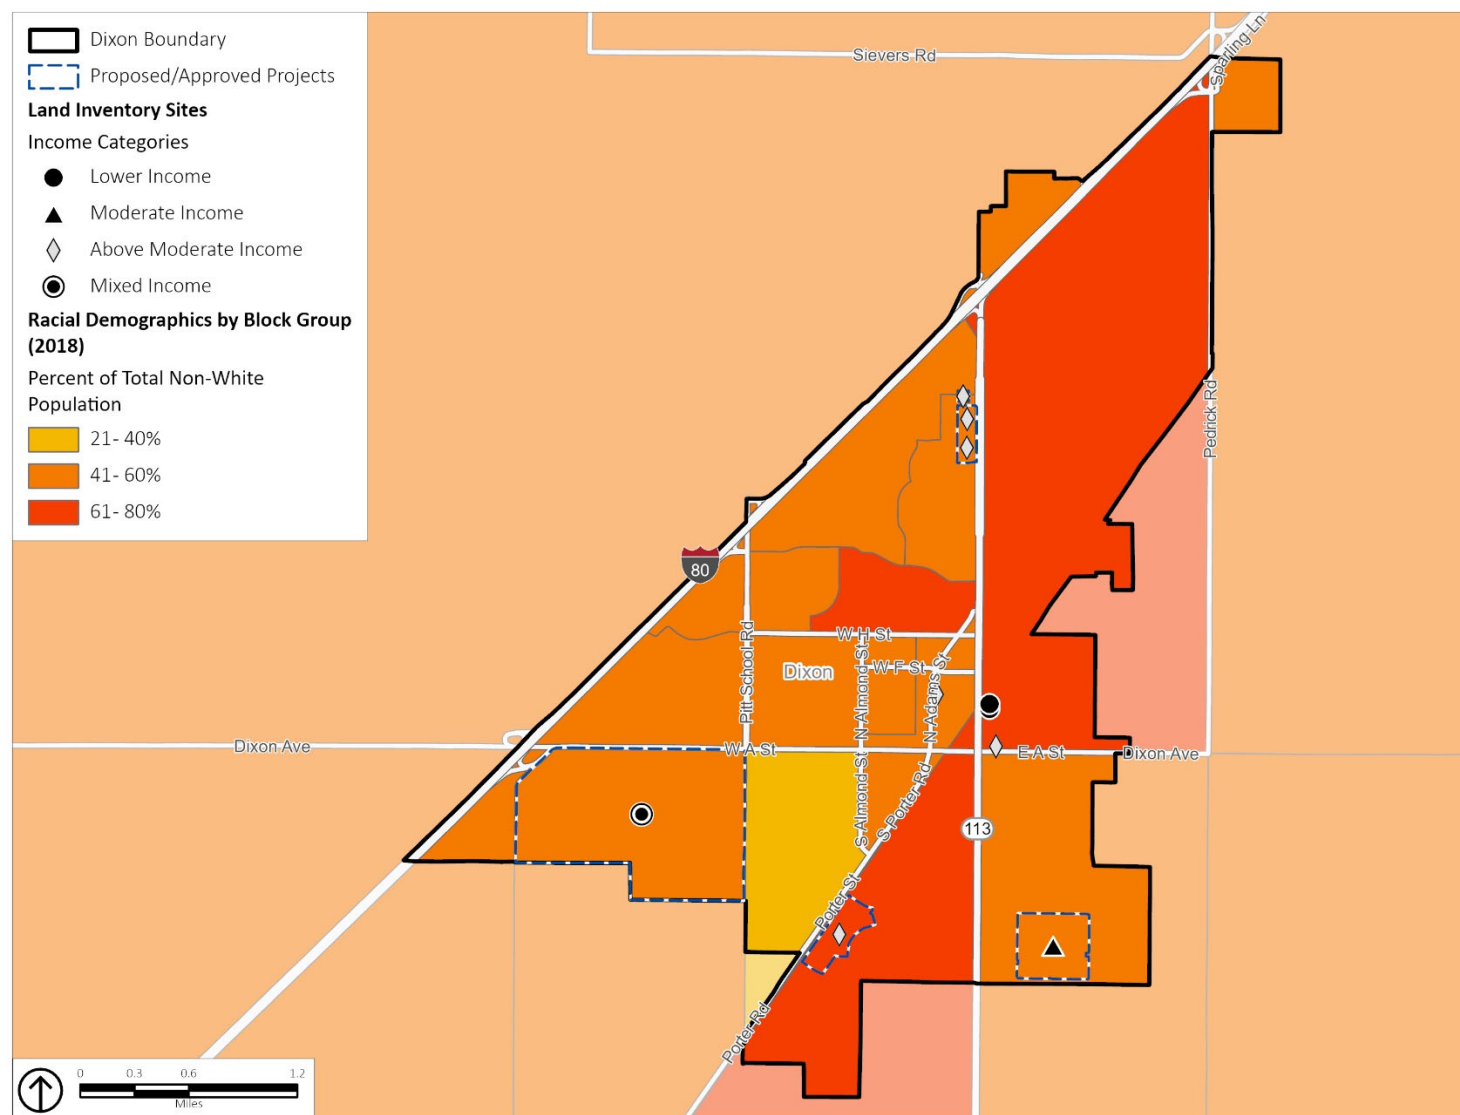 Dixon Boundary
Proposed/Approved Projects
Land Inventory Sites
Income Categories
Lower Income
Moderate Income
Above Moderate Income
Mixed Income
Racial Demographics by Block Group
(2018)
Percent of Total Non-White
Population
21- 40%
41- 60%
61- 80%
Sievers Rd
Sparling Ln
Pedrick Rd
80
W H St
W F St
Pitt School Rd
Dixon
N Almond St
N Adams St
Dixon Ave
W A St
E A St
Dixon Ave
S Almond St
S Porter Rd
113
Porter St
Porter Rd
0 0.3 0.6 1.2
Miles